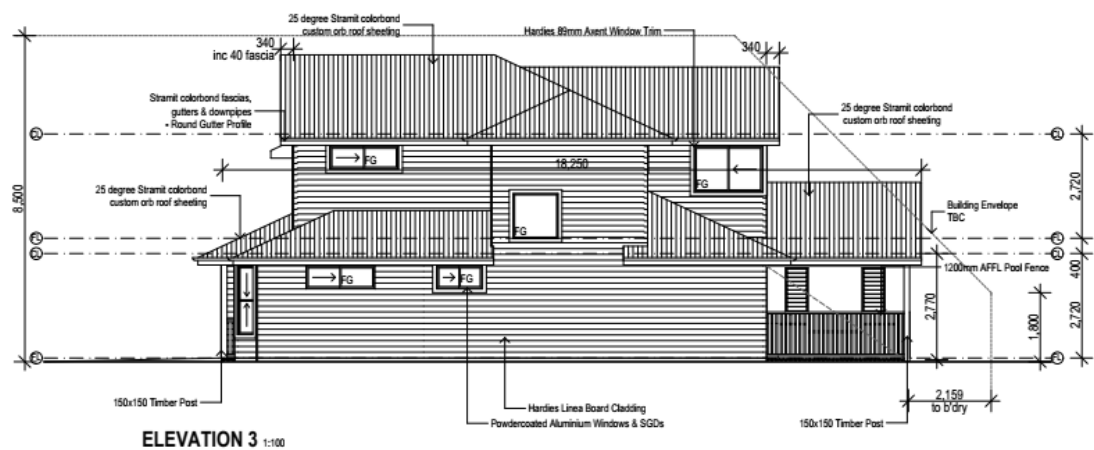 25 degree Stramit colorbond
custom orb roof sheeting
340
inc 40 fascia
Hardies 89mm Axent Window Trim
340
Stramit colorbond fascias,
gutters & downpipes
- Round Gutter Profile
25 degree Stramit colorbond
custom orb roof sheeting
FG
18,250
FG
2,720
8,500
25 degree Stramit colorbond
custom orb roof sheeting
FG
Building Envelope
TBC
1200mm AFFL Pool Fence
400
FG
FG
2,770
1,800
2,720
150x150 Timber Post
Hardies Linea Board Cladding
Powdercoated Aluminium Windows & SGDs
150x150 Timber Post
2,159
to b'dry
ELEVATION 3 1:100